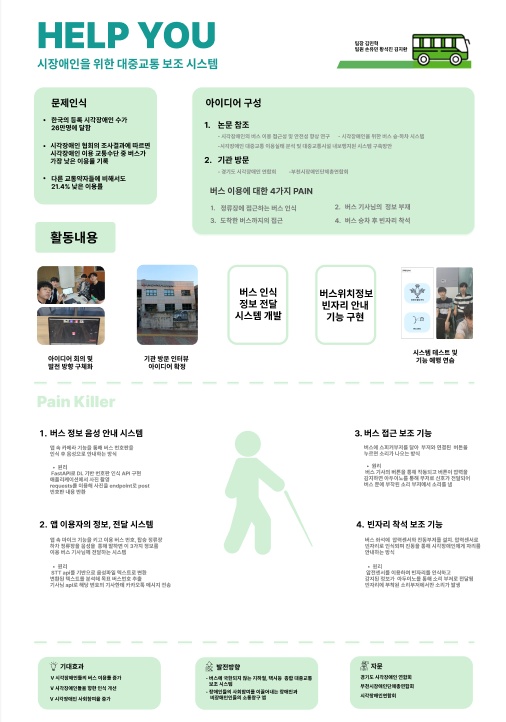 HELP YOU
시각장애인을 위한 대중교통 보조 시스템
팀장 김민혁
팀원 손유민 황석진 김지환
문제인식
• 한국의 등록 시각장애인 수가
26만명에 달함
• 시각장애인 협회의 조사결과에 따르면
시각장애인 이용 교통수단 중 버스가
가장 낮은 이용률 기록
• 다른 교통약자들에 비해서도
21.4% 낮은 이용률
아이디어 구성
1. 논문 참조
- 시각장애인의 버스 이용 접근성 및 안전성 향상 연구
- 시각장애인을 위한 버스 승·하차 시스템
-시각장애인 대중교통 이용실태 분석 및 대중교통시설 내보행지원 시스템 구축방안
2. 기관 방문
- 경기도 시각장애인 연합회
-부천시장애인단체총연합회
버스 이용에 대한 4가지 PAIN
1. 정류장에 접근하는 버스 인식
2. 버스 기사님의 정보 부재
3. 도착한 버스까지의 접근
4. 버스 승차 후 빈자리 착석
활동내용
버스 인식
정보 전달
시스템 개발
버스위치정보
빈자리 안내
기능 구현
아이디어 회의 및
발전 방향 구체화
기관 방문 인터뷰
아이디어 확정
시스템 테스트 및
기능 예행 연습
Pain Killer
1. 버스 정보 음성 안내 시스템
앱 속 카메라 기능을 통해 버스 번호판을
인식 후 음성으로 안내하는 방식
• 원리
FastAPI로 DL 기반 번호판 인식 API 구현
애플리케이션에서 사진 촬영
requests를 이용해 사진을 endpoint로 post
번호판 내용 반환
3. 버스 접근 보조 기능
버스에 스피커부저를 달아 부저와 연결된 버튼을
누르면 소리가 나오는 방식
• 원리
버스 기사의 버튼을 통해 작동되고 버튼이 압력을
감지하면 아두이노를 통해 부저로 신호가 전달되어
버스 문에 부착된 소리 부저에서 소리를 냄
2. 앱 이용자의 정보, 전달 시스템
앱 속 마이크 기능을 키고 이용 버스 번호, 탑승 정류장
하차 정류장을 음성을 통해 말하면 이 3가지 정보를
이용 버스 기사님께 전달하는 시스템
• 원리
STT api를 기반으로 음성파일 텍스트로 변환
변환된 텍스트를 분석해 목표 버스번호 추출
기사님 api로 해당 번호의 기사한테 카카오톡 메시지 전송
4. 빈자리 착석 보조 기능
버스 좌석에 압력센서와 진동부저를 설치, 압력센서로
빈자리로 인식되며 진동을 통해 시각장애인에게 자리를
안내하는 방식
• 원리
압전센서를 이용하여 빈자리를 인식하고
감지된 정보가 아두이노를 통해 소리 부저로 전달됨
빈자리에 부착된 소리부저에서만 소리가 발생
기대효과
V 시각장애인들의 버스 이용률 증가
V 시각장애인들을 향한 인식 개선
V 시각장애인 사회참여율 증가
발전방향
- 버스에 국한되지 않는 기차철, 택시등 종합 대중교통
보조 시스템
- 장애인들의 사회참여를 이끌어내는 장애인과
비장애인간들의 소통창구 앱
자문
경기도 시각장애인 연합회
부천시장애인단체총연합회
시각장애인연합회